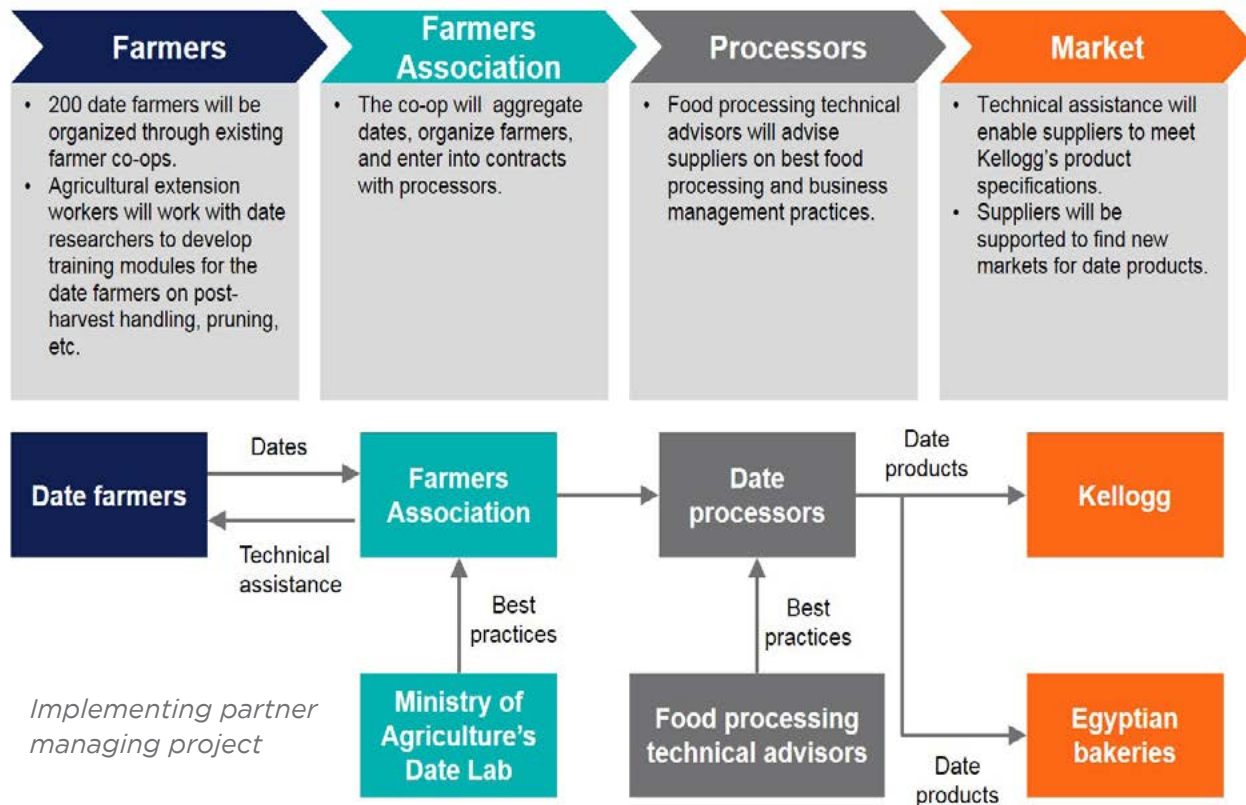 Farmers
• 200 date farmers will be
organized through existing
farmer co-ops.
• Agricultural extension
workers will work with date
researchers to develop
training modules for the
date farmers on post-
harvest handling, pruning,
etc.
Farmers
Association
• The co-op will aggregate
dates, organize farmers,
and enter into contracts
with processors.
Processors
• Food processing technical
advisors will advise
suppliers on best food
processing and business
management practices.
Market
• Technical assistance will
enable suppliers to meet
Kellogg's product
specifications.
• Suppliers will be
supported to find new
markets for date products.
Date farmers
Dates
Technical
assistance
Farmers
Association
Date
processors
Date
products
Kellogg
Best
practices
Best
practices
Implementing partner
managing project
Ministry of
Agriculture's
Date Lab
Food processing
technical advisors
Date
products
Egyptian
bakeries